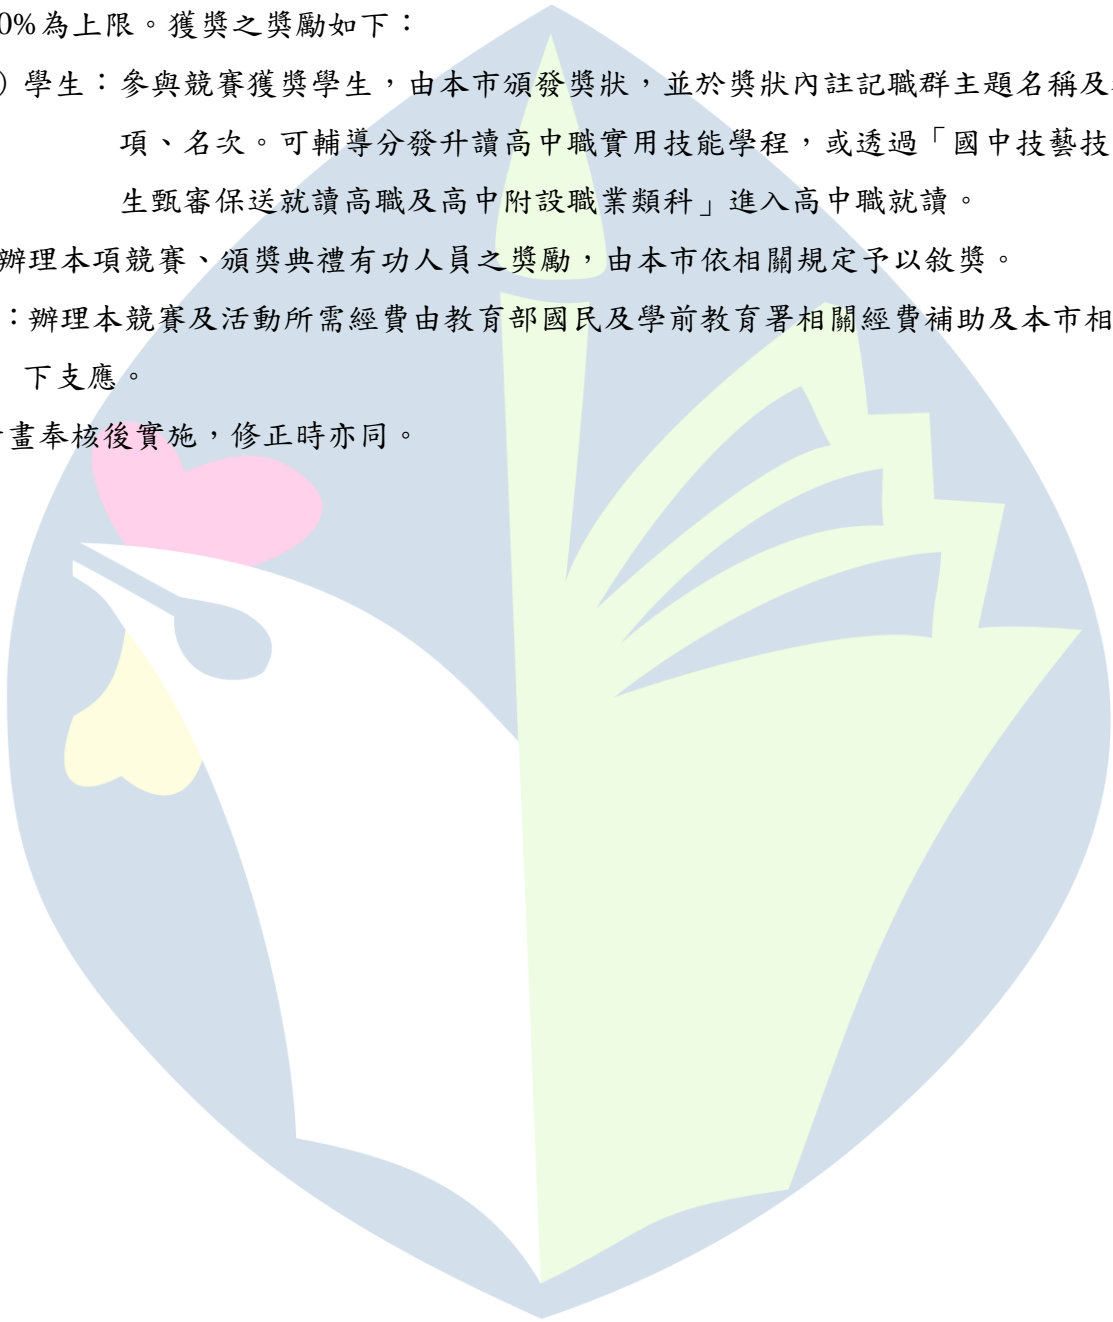 0%為上限。獲獎之獎勵如下：
）學生：參與競賽獲獎學生，由本市頒發獎狀，並於獎狀內註記職群主題名稱及
項、名次。可輔導分發升讀高中職實用技能學程，或透過「國中技藝技
生甄審保送就讀高職及高中附設職業類科」進入高中職就讀。
辦理本項競賽、頒獎典禮有功人員之獎勵，由本市依相關規定予以敘獎。
：辦理本競賽及活動所需經費由教育部國民及學前教育署相關經費補助及本市相
下支應。
畫奉核後實施，修正時亦同。